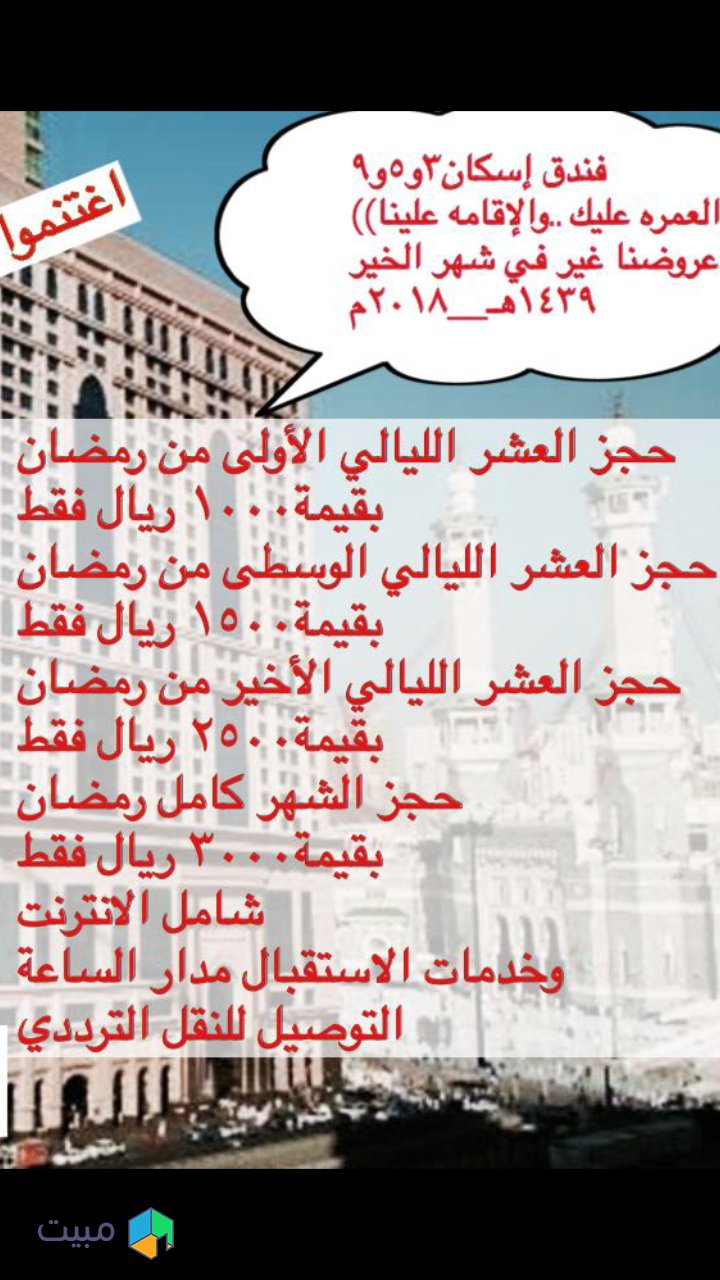 اغتنموا
فندق إسكان٣و٥و٩
العمره عليك ..والإقامه علينا))
عروضنا غير في شهر الخير
١٤٣٩هـ__٢٠١٨م
حجز العشر الليالي الأولى من رمضان
بقيمة١٠٠٠ ريال فقط
حجز العشر الليالي الوسطى من رمضان
بقيمة١٥٠٠ ريال فقط
حجز العشر الليالي الأخير من رمضان
بقيمة٢٥٠٠ ريال فقط
حجز الشهر كامل رمضان
بقيمة٣٠٠٠ ريال فقط
شامل الانترنت
وخدمات الاستقبال مدار الساعة
التوصيل للنقل الترددي
مبيت